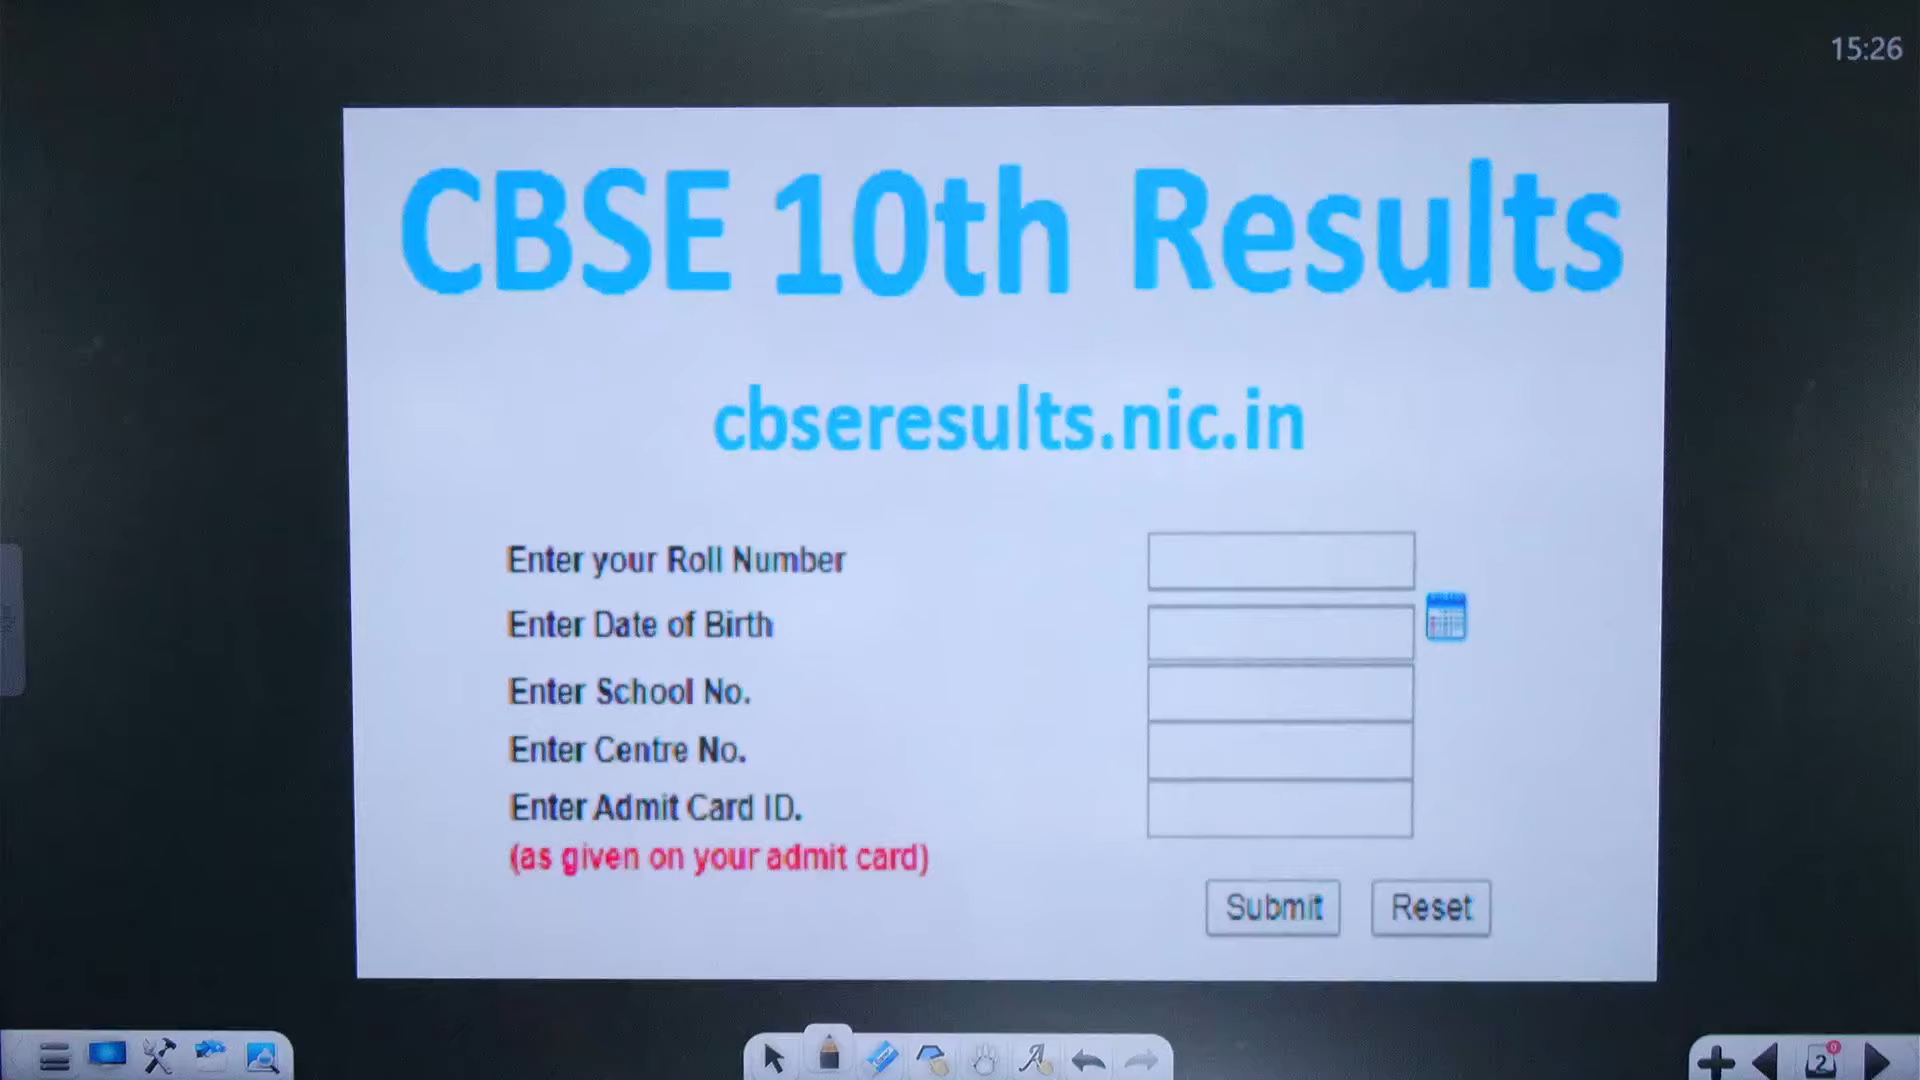 15:26
CBSE 10th Results
cbseresults.nic.in
Enter your Roll Number
Enter Date of Birth
Enter School No.
Enter Centre No.
Enter Admit Card ID.
(as given on your admit card)
Submit Reset
2